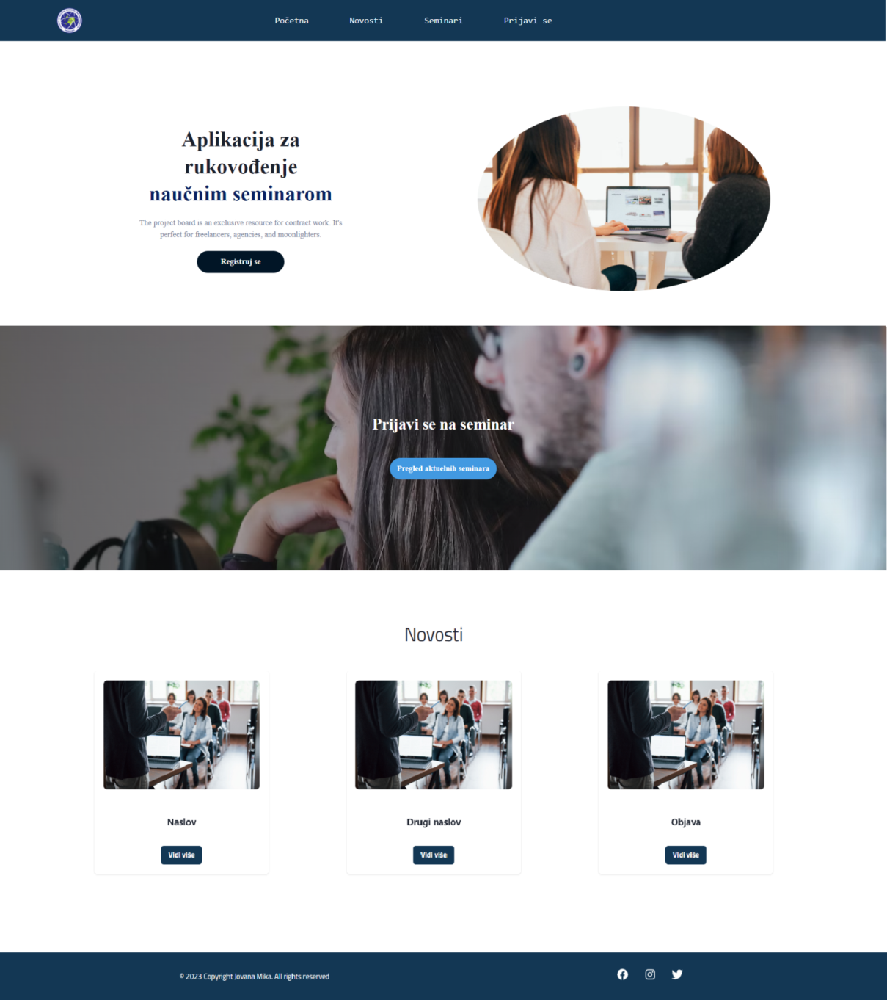 Početna
Novosti
Seminari
Prijavi se
Aplikacija za
rukovođenje
naučnim seminarom
The project board is an exclusive resource for contract work. It's
perfect for freelancers, agencies, and moonlighters.
Registruj se
Prijavi se na seminar
Pregled aktuelnih seminara
Novosti
Naslov
Vidi više
Drugi naslov
Vidi više
Objava
Vidi više
© 2023 Copyright Jovana Mika. All rights reserved